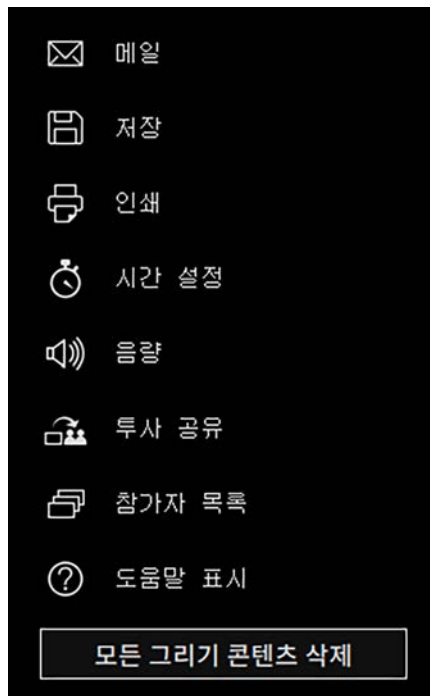 메일
저장
인쇄
시간 설정
음량
투사 공유
참가자 목록
도움말 표시
모든 그리기 콘텐츠 삭제